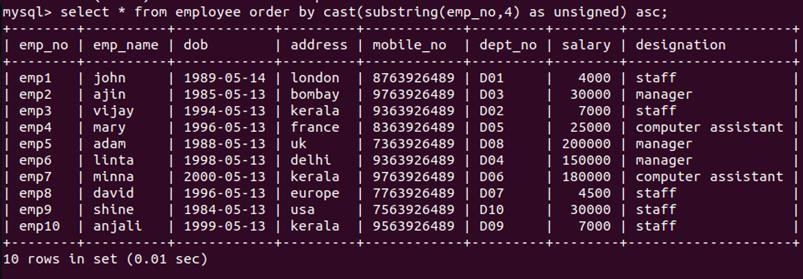 mysql> select * from employee order by cast(substring(emp_no,4) as unsigned) asc;
+--------+----------+------------+---------+------------+---------+--------+--------------------+
| emp_no | emp_name | dob        | address | mobile_no  | dept_no | salary | designation        |
+--------+----------+------------+---------+------------+---------+--------+--------------------+
| emp1   | john     | 1989-05-14 | london  | 8763926489 | D01     |   4000 | staff              |
| emp2   | ajin     | 1985-05-13 | bombay  | 9763926489 | D03     |  30000 | manager            |
| emp3   | vijay    | 1994-05-13 | kerala  | 9363926489 | D02     |   7000 | staff              |
| emp4   | mary     | 1996-05-13 | france  | 8363926489 | D05     |  25000 | computer assistant |
| emp5   | adam     | 1988-05-13 | uk      | 7363926489 | D08     | 200000 | manager            |
| emp6   | linta    | 1998-05-13 | delhi   | 9363926489 | D04     | 150000 | manager            |
| emp7   | minna    | 2000-05-13 | kerala  | 9763926489 | D06     | 180000 | computer assistant |
| emp8   | david    | 1996-05-13 | europe  | 7763926489 | D07     |   4500 | staff              |
| emp9   | shine    | 1984-05-13 | usa     | 7563926489 | D10     |  30000 | staff              |
| emp10  | anjali   | 1999-05-13 | kerala  | 9563926489 | D09     |   7000 | staff              |
+--------+----------+------------+---------+------------+---------+--------+--------------------+
10 rows in set (0.01 sec)